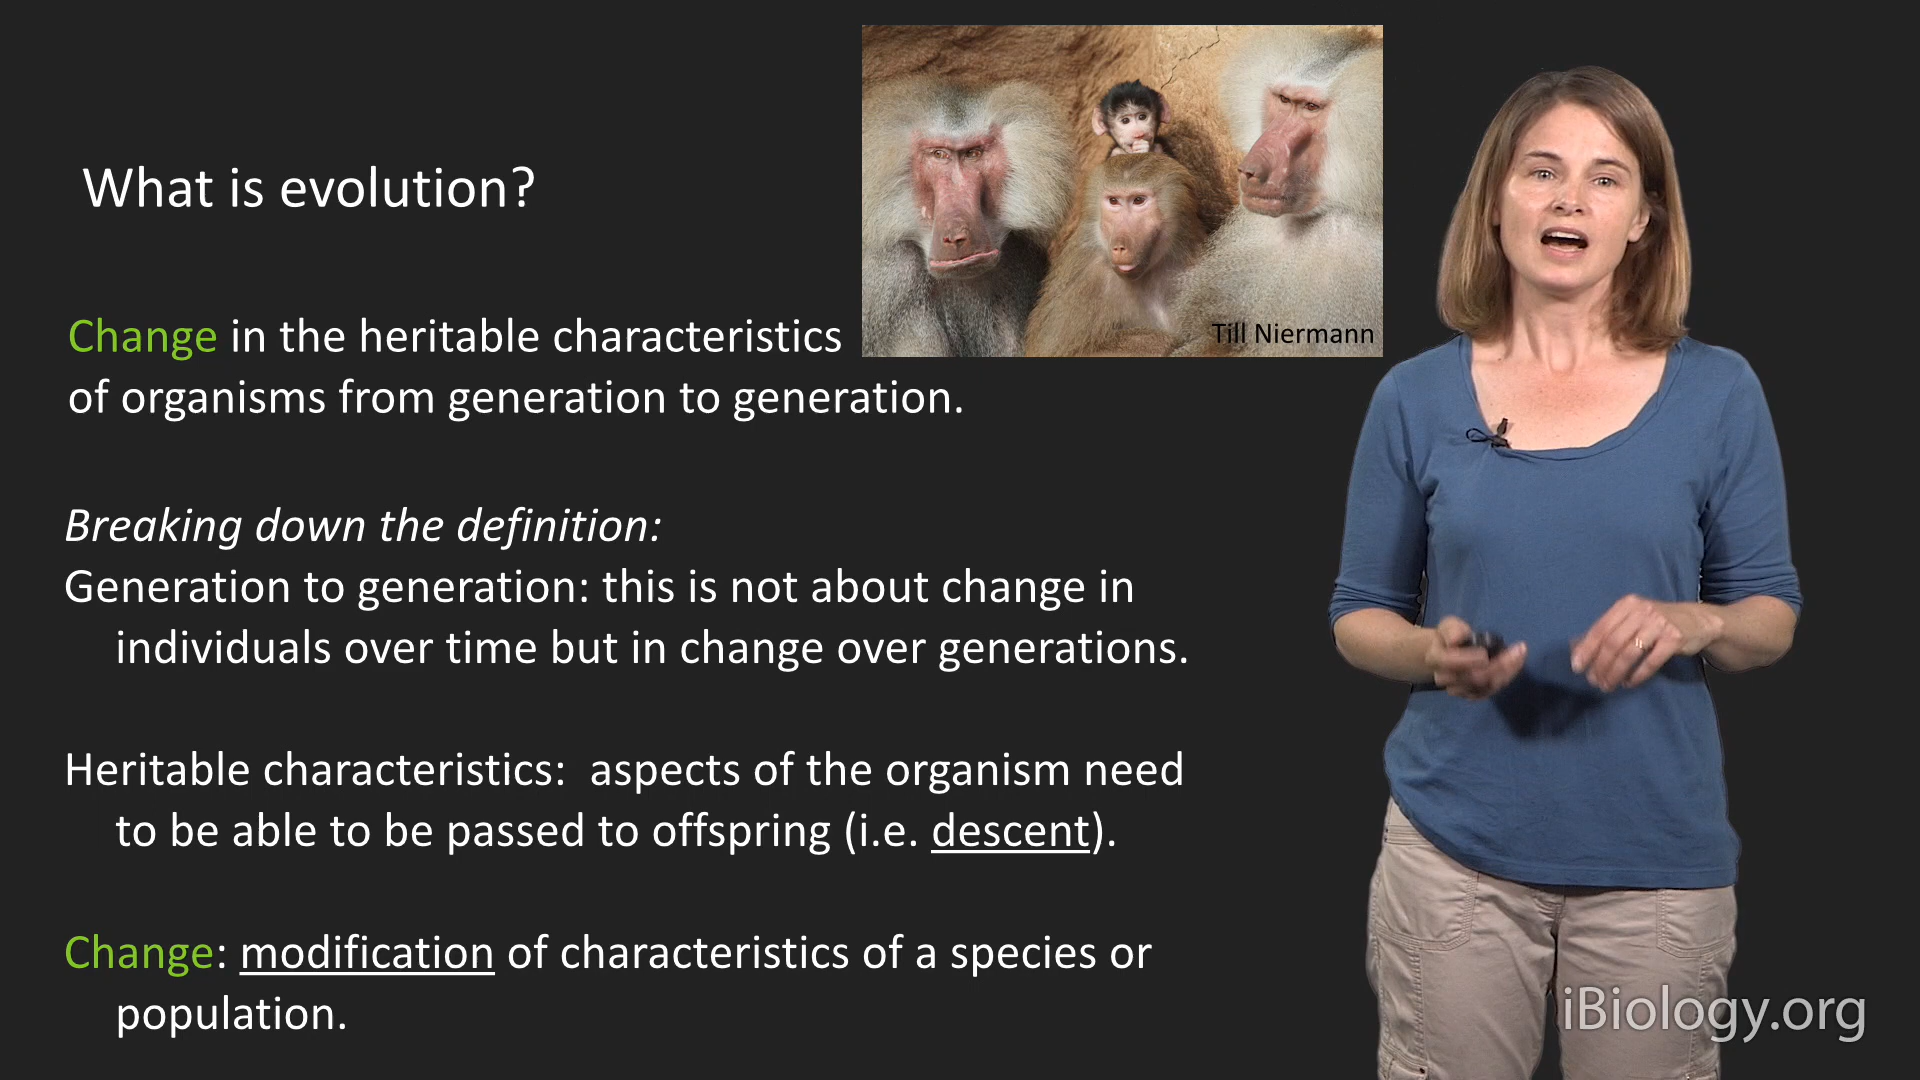 What is evolution?
Till Niermann
Change in the heritable characteristics
of organisms from generation to generation.
Breaking down the definition:
Generation to generation: this is not about change in
individuals over time but in change over generations.
Heritable characteristics:  aspects of the organism need
to be able to be passed to offspring (i.e. descent).
Change: modification of characteristics of a species or
population.
iBiology.org